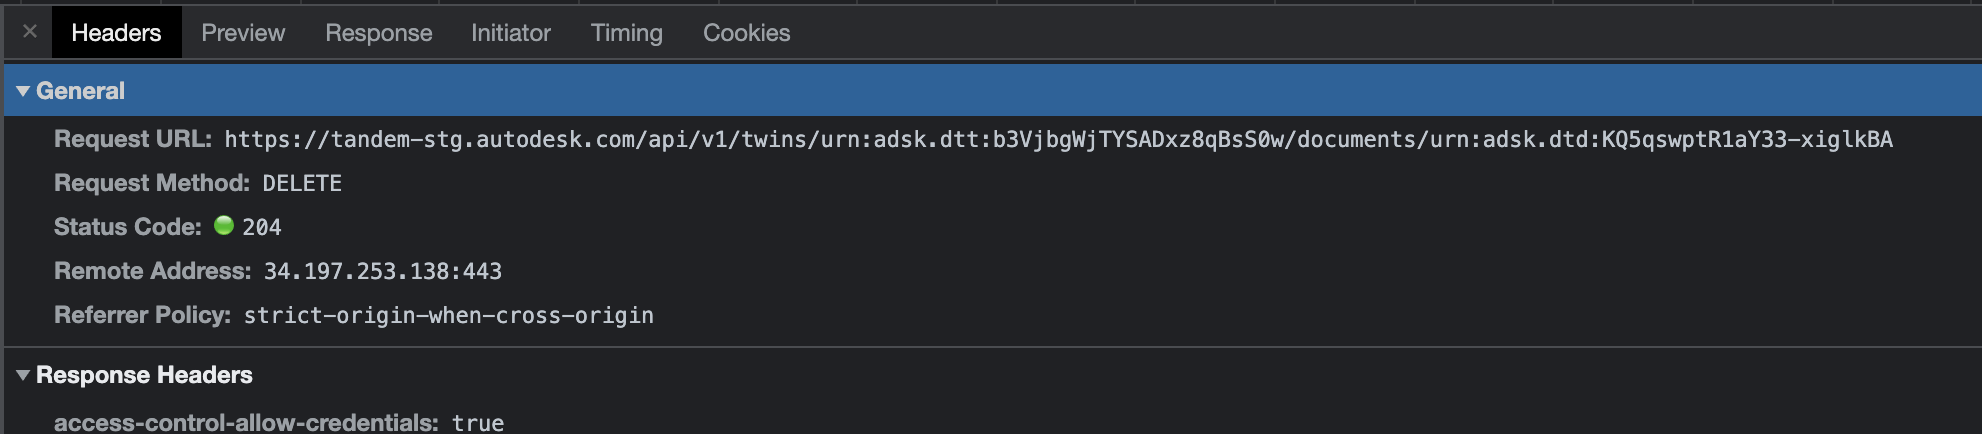 × Headers Preview Response Initiator Timing Cookies
General
Request URL: https://tandem-stg.autodesk.com/api/v1/twins/urn:adsk.dtt:b3VjbgWjTYSADxz8qBsS0w/documents/urn:adsk.dtd:KQ5qswptR1aY33-xiglkBA
Request Method: DELETE
Status Code: 204
Remote Address: 34.197.253.138:443
Referrer Policy: strict-origin-when-cross-origin
Response Headers
access-control-allow-credentials: true